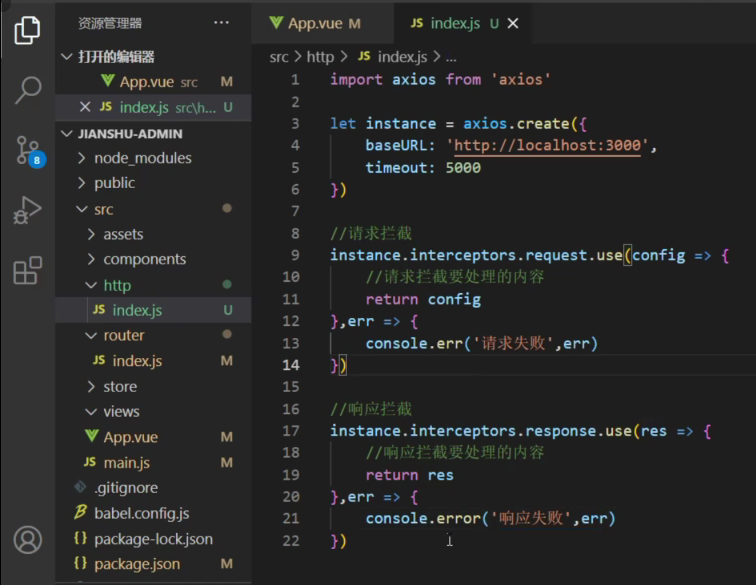 资源管理器 ...
App.vue M
JS index.js U ×
打开的编辑器
App.vue src M
× JS index.js src\h... U
JIANSHU-ADMIN
node_modules
public
src
assets
components
http
JS index.js U
router
JS index.js M
store
views
App.vue M
JS main.js M
.gitignore
babel.config.js
{} package-lock.json
{} package.json M
8
src > http > JS index.js > ...
1 import axios from 'axios'
2
3 let instance = axios.create({
4 baseURL: 'http://localhost:3000',
5 timeout: 5000
6 })
7
8 //请求拦截
9 instance.interceptors.request.use(config => {
10 //请求拦截要处理的内容
11 return config
12 },err => {
13 console.err('请求失败',err)
14 })
15
16 //响应拦截
17 instance.interceptors.response.use(res => {
18 //响应拦截要处理的内容
19 return res
20 },err => {
21 console.error('响应失败',err)
22 })